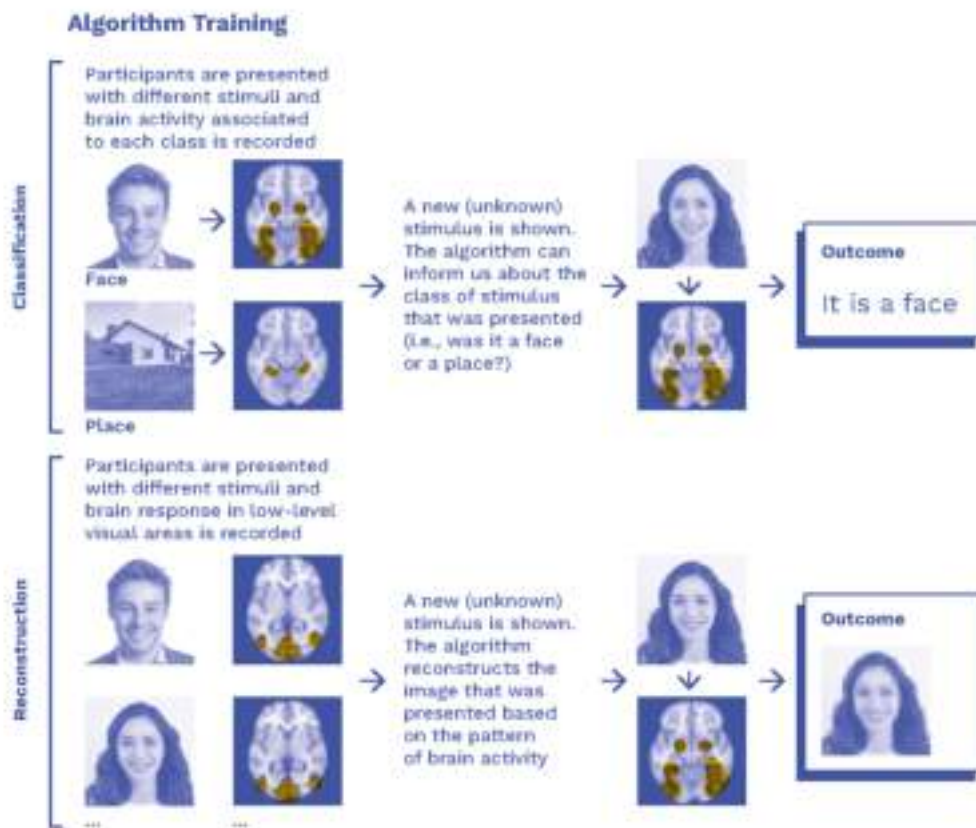 Algorithm Training
Classification
Participants are presented
with different stimuli and
brain activity associated
to each class is recorded
Face
Place
A new (unknown)
stimulus is shown.
The algorithm can
inform us about the
class of stimulus
that was presented
(i.e., was it a face
or a place?)
Outcome
It is a face
Reconstruction
Participants are presented
with different stimuli and
brain response in low-level
visual areas is recorded
... ...
A new (unknown)
stimulus is shown.
The algorithm
reconstructs the
image that was
presented based
on the pattern
of brain activity
Outcome